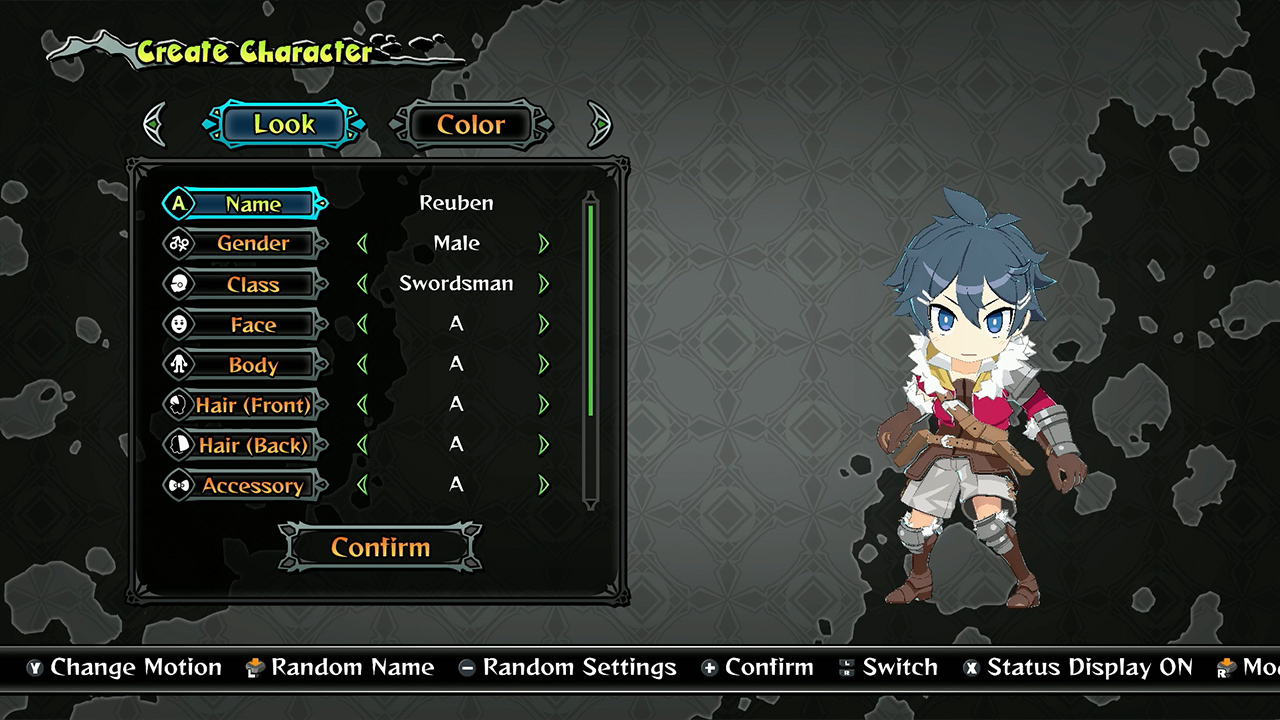 Create Character
Look Color
A Name Reuben
Gender Male
Class Swordsman
Face A
Body A
Hair (Front) A
Hair (Back) A
Accessory A
Confirm
Y Change Motion L Random Name Random Settings Confirm L R Switch X Status Display ON R